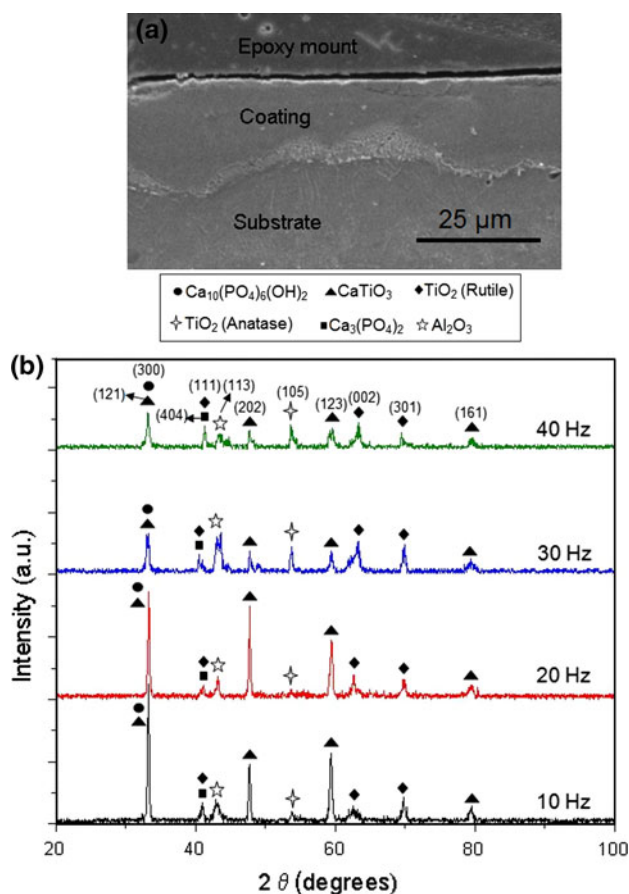 (a)
Epoxy mount
Coating
Substrate
25 μm
● Ca₁₀(PO₄)₆(OH)₂ ▲ CaTiO₃ ◆ TiO₂ (Rutile)
✧ TiO₂ (Anatase) ■ Ca₃(PO₄)₂ ☆ Al₂O₃
(b)
(300)
(121)
(111) (113)
(404)
(202)
(105)
(123)
(002)
(301)
(161)
40 Hz
30 Hz
20 Hz
10 Hz
Intensity (a.u.)
20 40 60 80 100
2 θ (degrees)